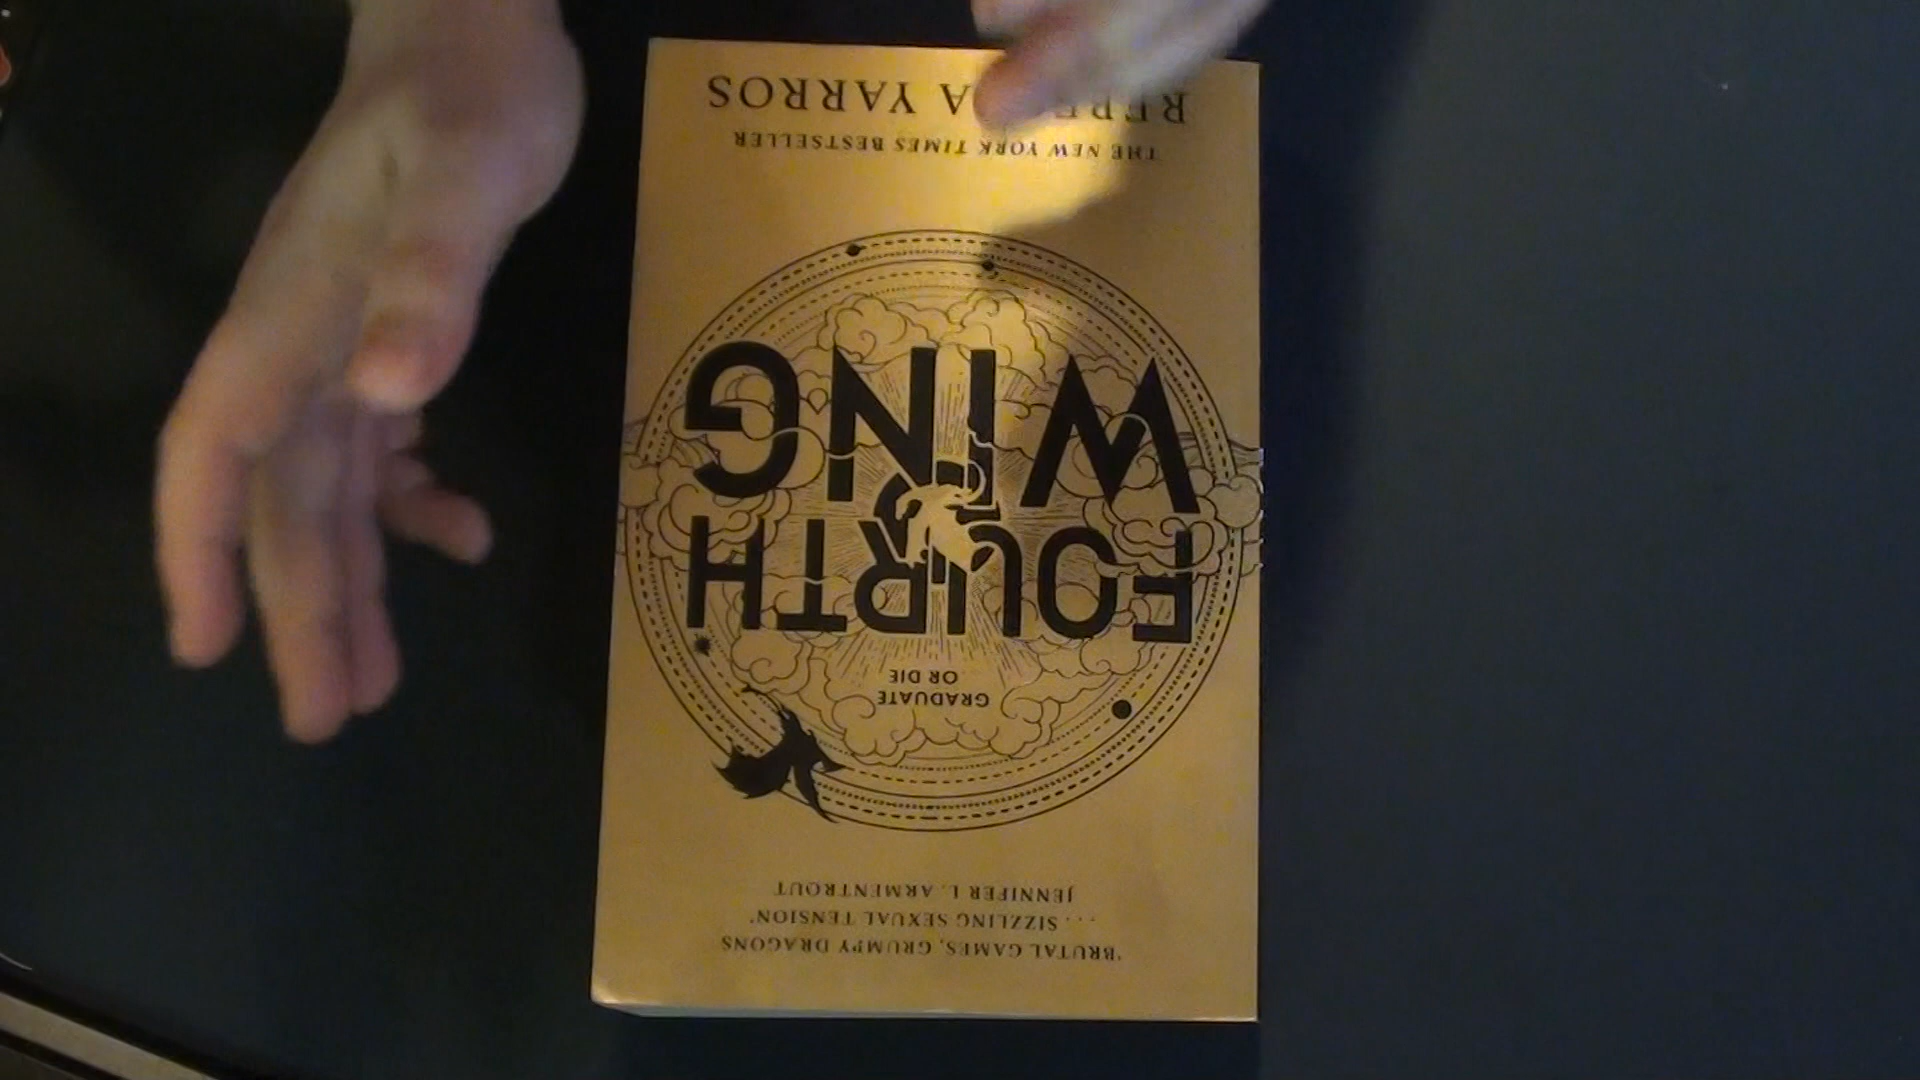 'BRUTAL GAMES, GRUMPY DRAGONS
... SIZZLING SEXUAL TENSION'
JENNIFER L. ARMENTROUT
GRADUATE
OR DIE
FOURTH
WING
THE NEW YORK TIMES BESTSELLER
YARROS